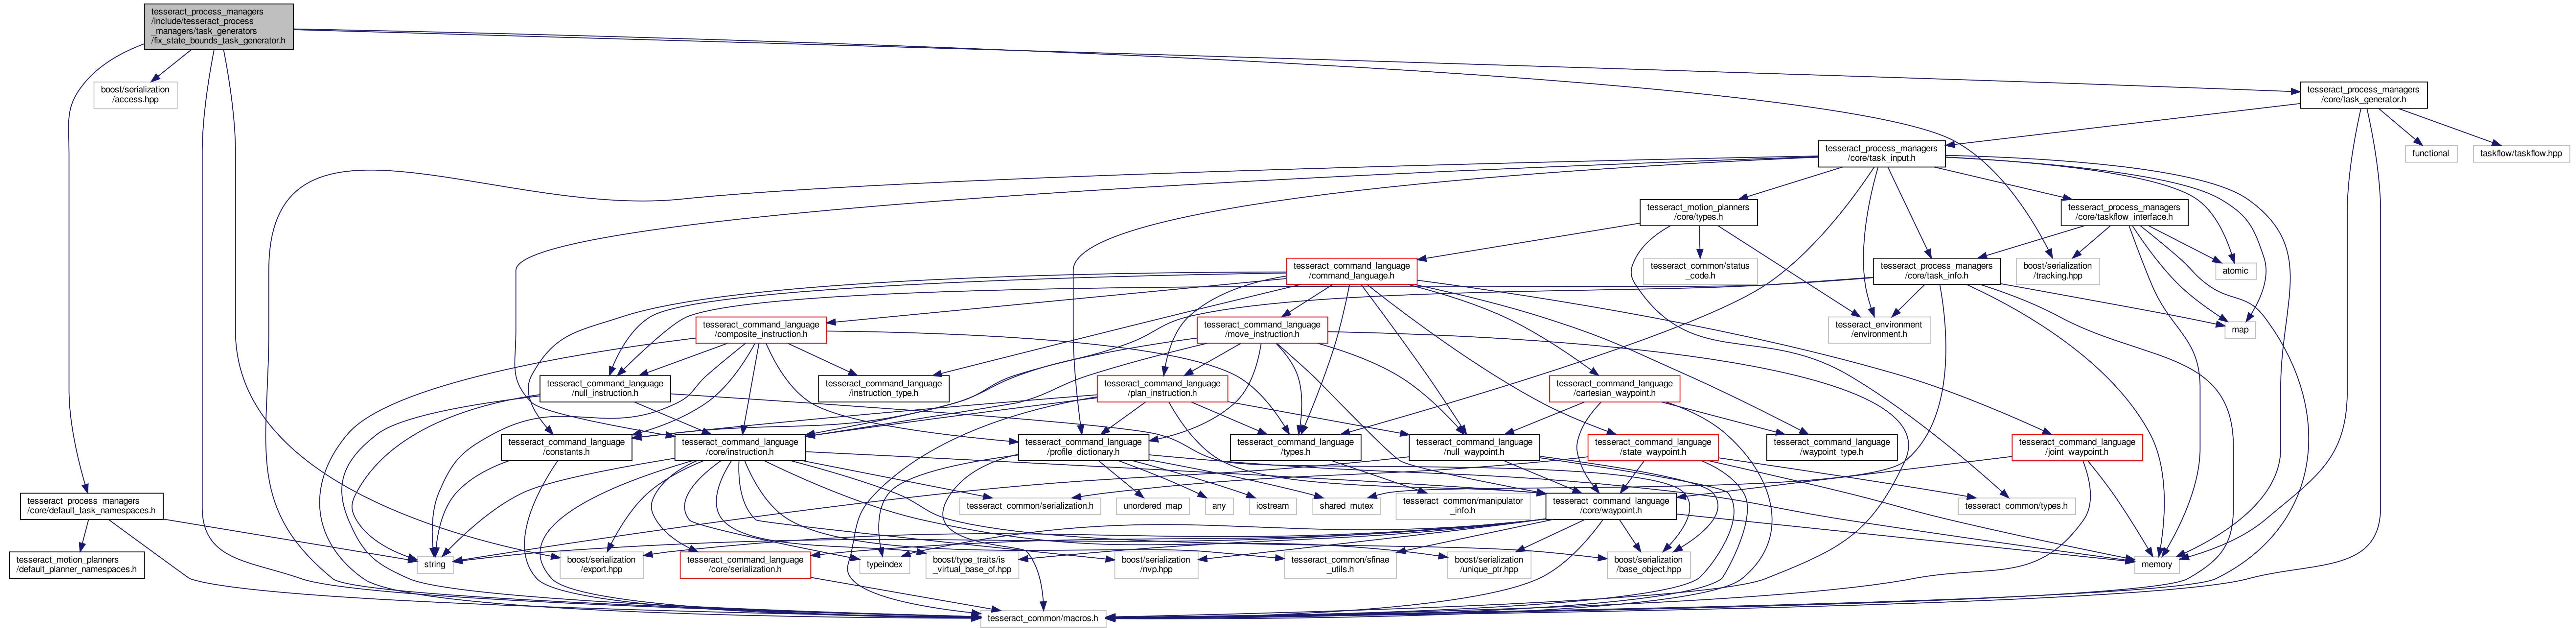 tesseract_process_managers
/include/tesseract_process
_managers/task_generators
/fix_state_bounds_task_generator.h
boost/serialization
/access.hpp
tesseract_process_managers
/core/task_generator.h
tesseract_process_managers
/core/task_input.h
functional
taskflow/taskflow.hpp
tesseract_motion_planners
/core/types.h
tesseract_process_managers
/core/taskflow_interface.h
tesseract_command_language
/command_language.h
tesseract_common/status
_code.h
tesseract_process_managers
/core/task_info.h
boost/serialization
/tracking.hpp
atomic
tesseract_command_language
/composite_instruction.h
tesseract_command_language
/move_instruction.h
tesseract_environment
/environment.h
map
tesseract_command_language
/null_instruction.h
tesseract_command_language
/instruction_type.h
tesseract_command_language
/plan_instruction.h
tesseract_command_language
/cartesian_waypoint.h
tesseract_command_language
/constants.h
tesseract_command_language
/core/instruction.h
tesseract_command_language
/profile_dictionary.h
tesseract_command_language
/types.h
tesseract_command_language
/null_waypoint.h
tesseract_command_language
/state_waypoint.h
tesseract_command_language
/waypoint_type.h
tesseract_command_language
/joint_waypoint.h
tesseract_process_managers
/core/default_task_namespaces.h
tesseract_common/serialization.h
unordered_map
any
iostream
shared_mutex
tesseract_common/manipulator
_info.h
tesseract_command_language
/core/waypoint.h
tesseract_common/types.h
tesseract_motion_planners
/default_planner_namespaces.h
string
boost/serialization
/export.hpp
tesseract_command_language
/core/serialization.h
typeindex
boost/type_traits/is
_virtual_base_of.hpp
boost/serialization
/nvp.hpp
tesseract_common/sfinae
_utils.h
boost/serialization
/unique_ptr.hpp
boost/serialization
/base_object.hpp
memory
tesseract_common/macros.h